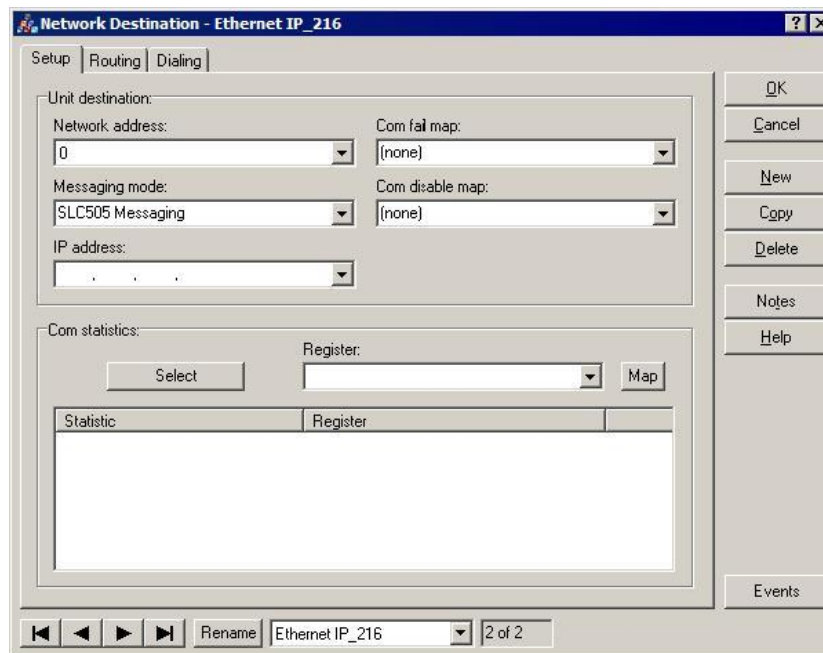 Network Destination - Ethernet IP_216
Setup Routing Dialing
Unit destination:
Network address: Com fail map:
0 (none)
Messaging mode: Com disable map:
SLC505 Messaging (none)
IP address:
. . .
Com statistics:
Register:
Select Map
Statistic Register
OK
Cancel
New
Copy
Delete
Notes
Help
Events
Rename Ethernet IP_216 2 of 2